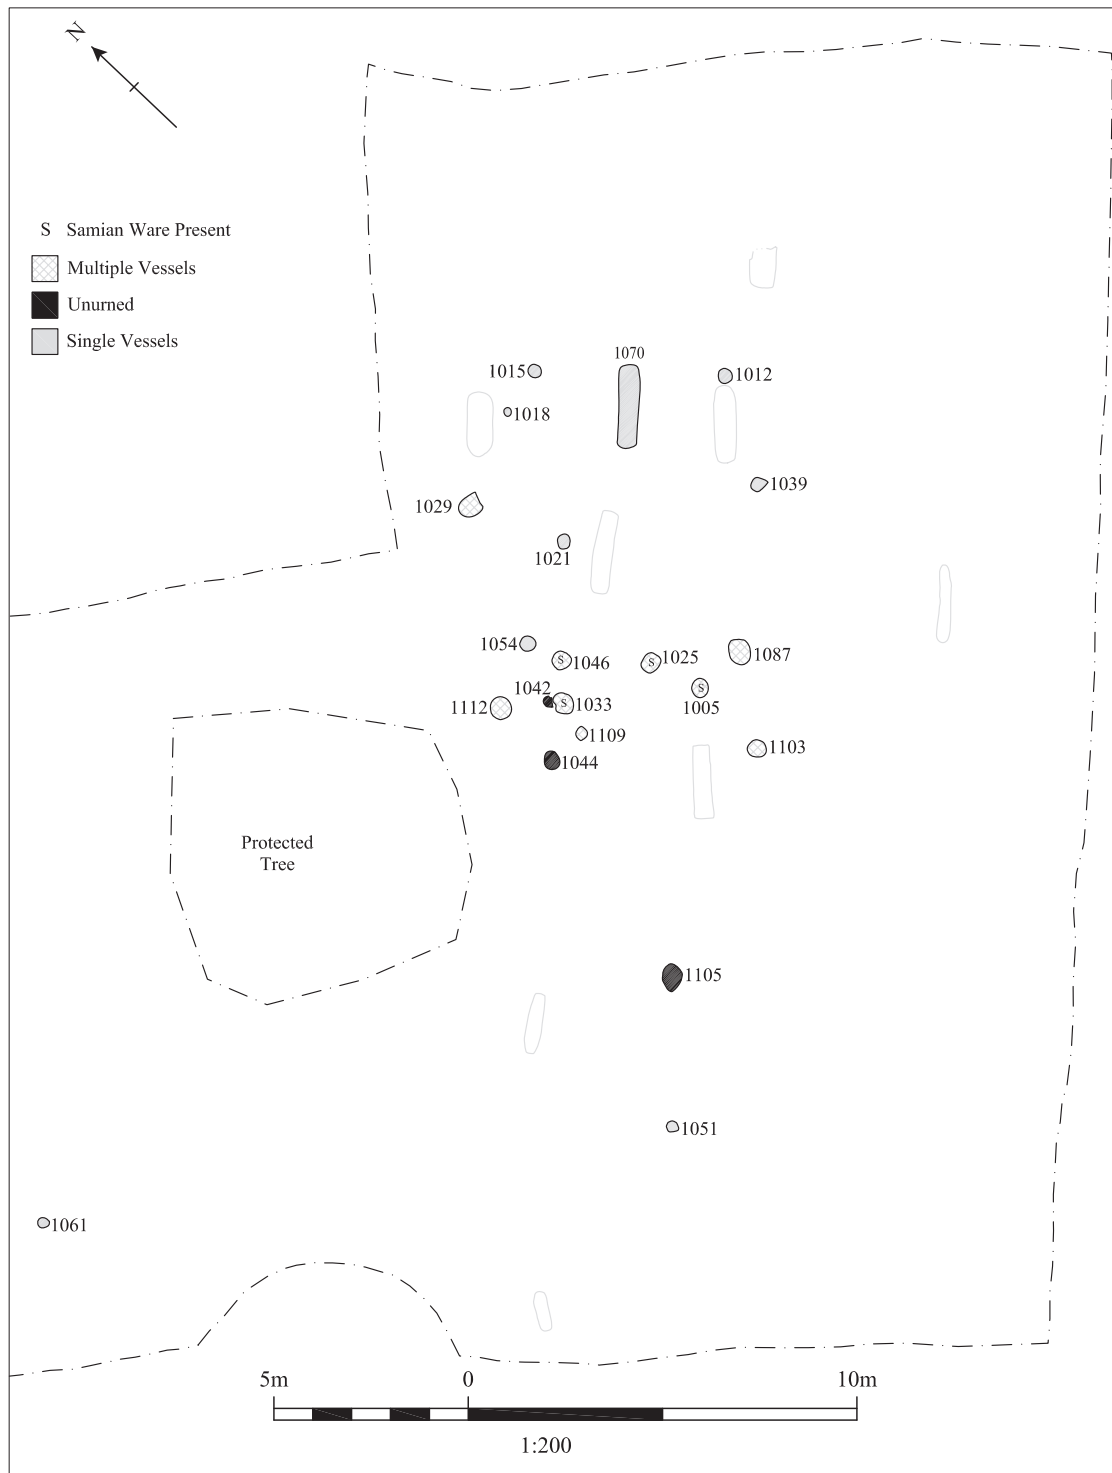 N
S Samian Ware Present
Multiple Vessels
Unurned
Single Vessels
1070
1015
1012
1018
1039
1029
1021
1054
S
1046
S
1025
1087
1042
S
1033
S
1005
1112
1109
1103
1044
Protected
Tree
1105
1051
1061
5m 0 10m
1:200